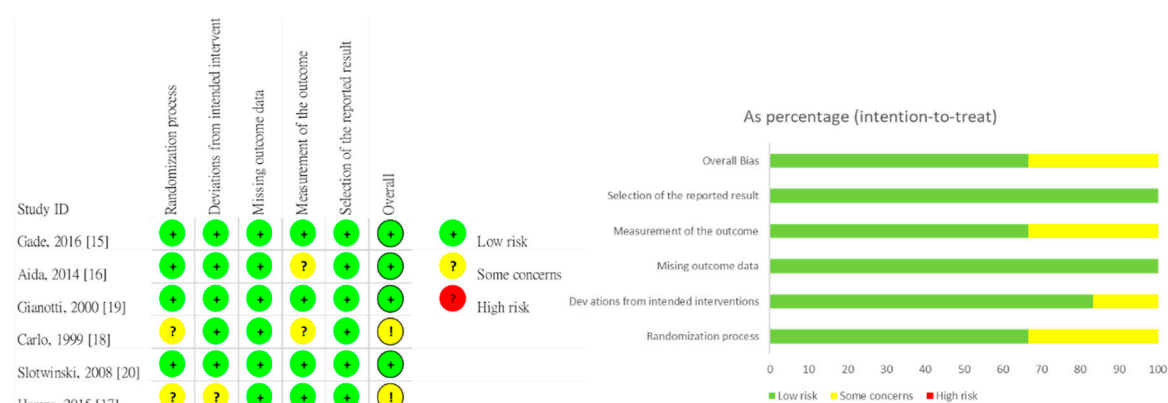 Randomization process
Deviations from intended intervent
Missing outcome data
Measurement of the outcome
Selection of the reported result
Overall
Study ID
Gade, 2016 [15]
+ + + + + +
Aida, 2014 [16]
+ + + ? + +
Gianotti, 2000 [19]
+ + + + + +
Carlo, 1999 [18]
? + + ? + !
Slotwinski, 2008 [20]
+ + + + + +
? ? + + + !
+ Low risk
? Some concerns
? High risk
As percentage (intention-to-treat)
Overall Bias
Selection of the reported result
Measurement of the outcome
Mising outcome data
Dev ations from intended interventions
Randomization process
0 10 20 30 40 50 60 70 80 90 100
Low risk Some concerns High risk